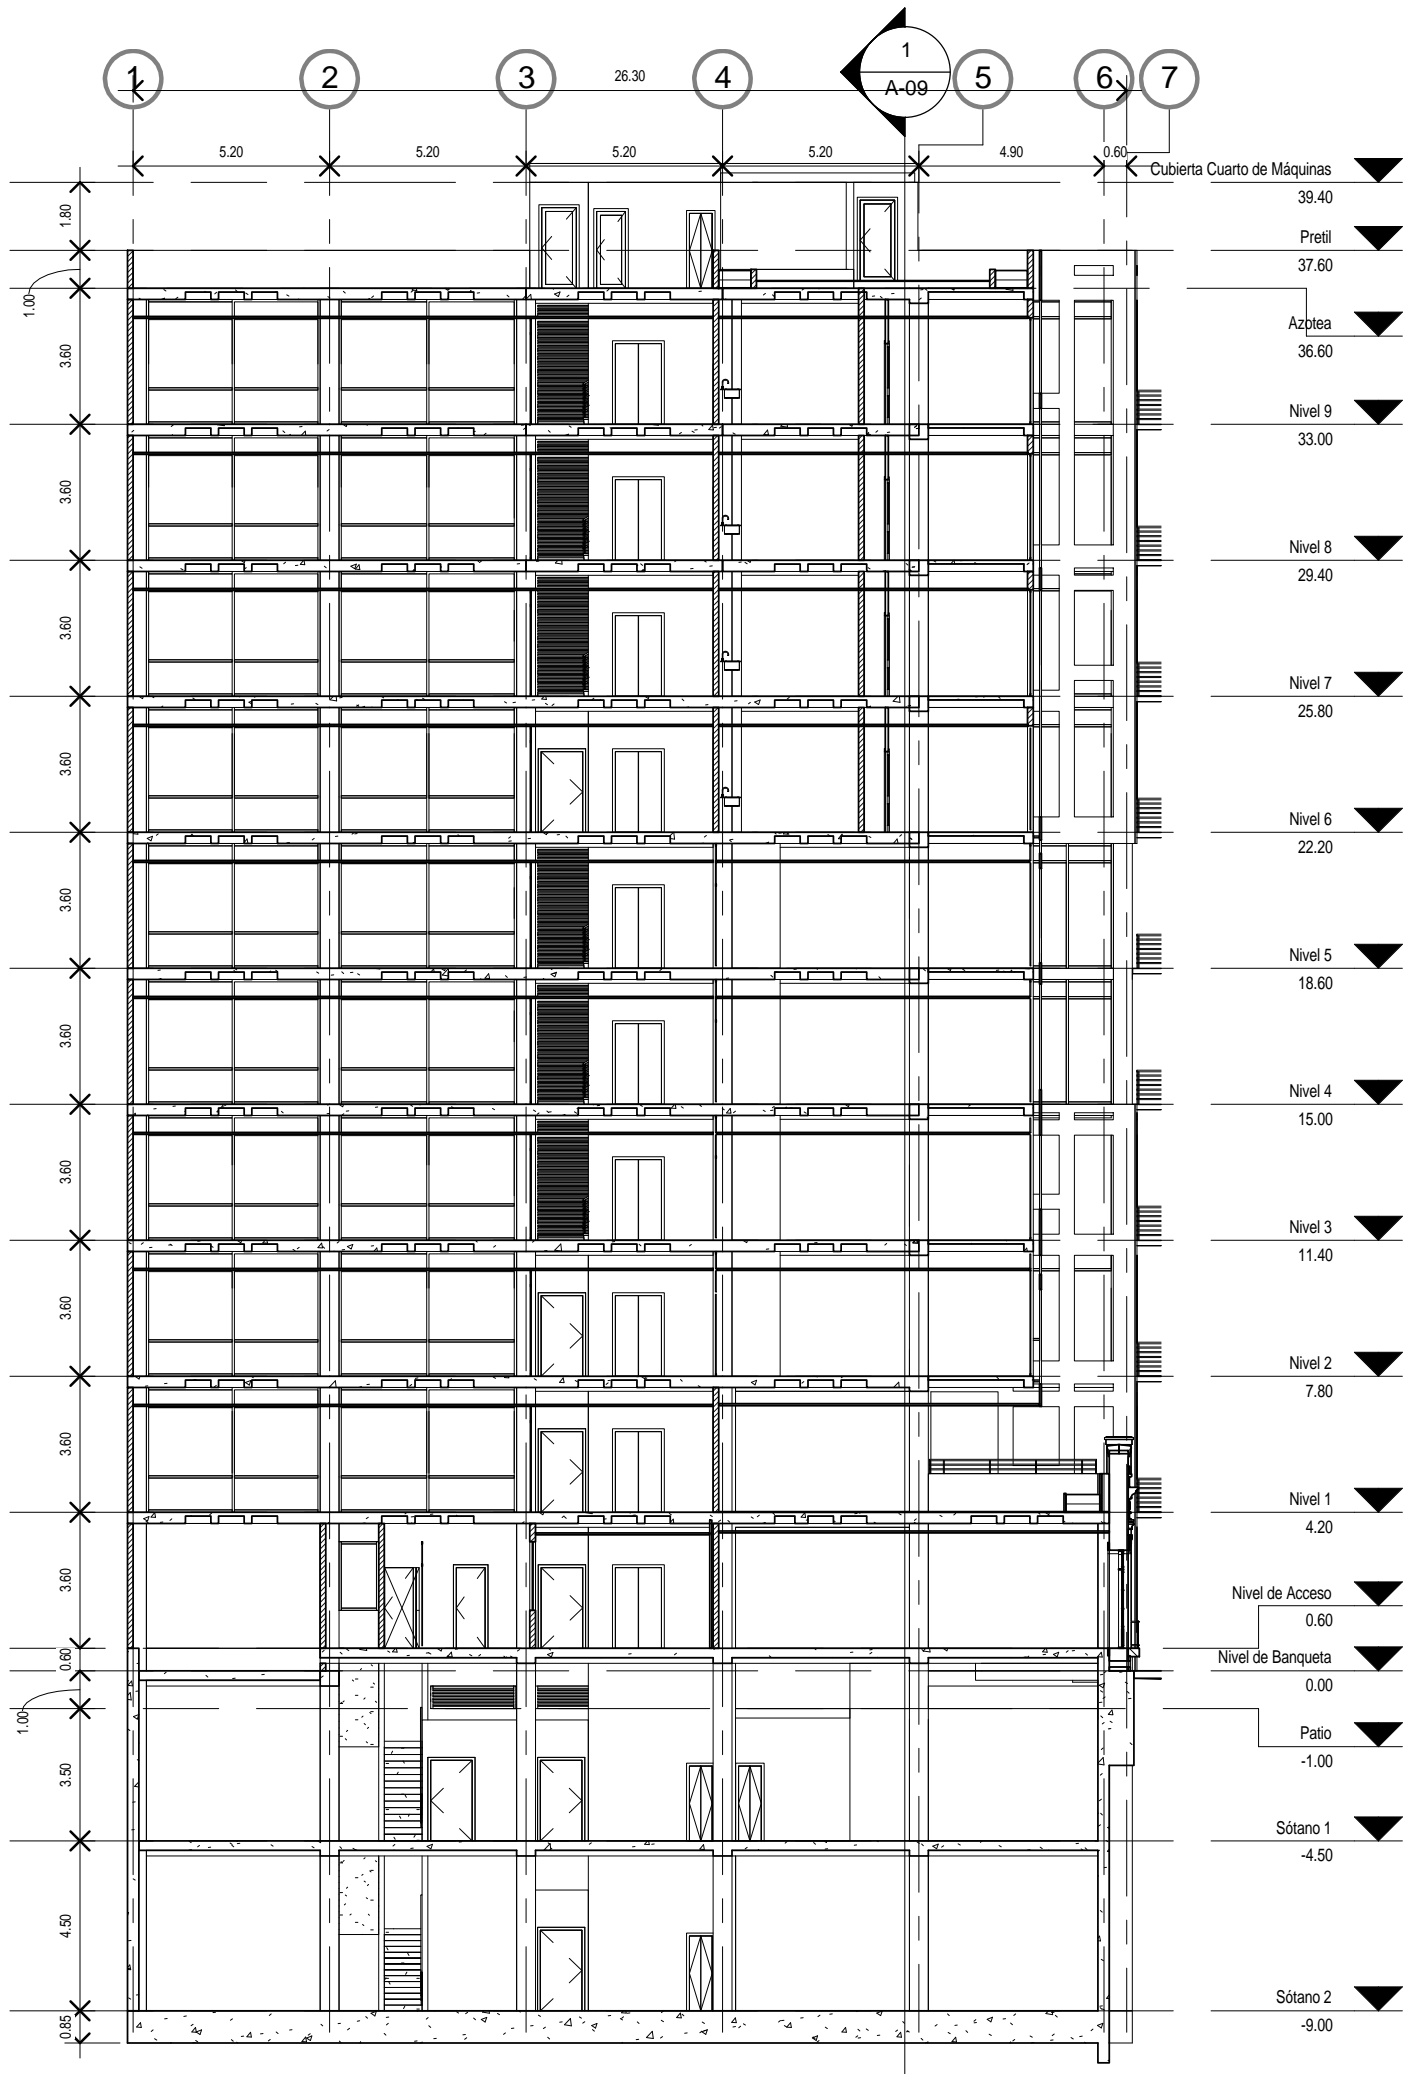 1
2
3
26.30
4
1
A-09
5
6
7
5.20
5.20
5.20
5.20
4.90
0.60
Cubierta Cuarto de Máquinas
39.40
1.80
Pretil
37.60
1.00
Azotea
36.60
3.60
Nivel 9
33.00
3.60
Nivel 8
29.40
3.60
Nivel 7
25.80
3.60
Nivel 6
22.20
3.60
Nivel 5
18.60
3.60
Nivel 4
15.00
3.60
Nivel 3
11.40
3.60
Nivel 2
7.80
3.60
Nivel 1
4.20
3.60
Nivel de Acceso
0.60
0.60
Nivel de Banqueta
0.00
1.00
Patio
-1.00
3.50
Sótano 1
-4.50
4.50
Sótano 2
-9.00
0.85